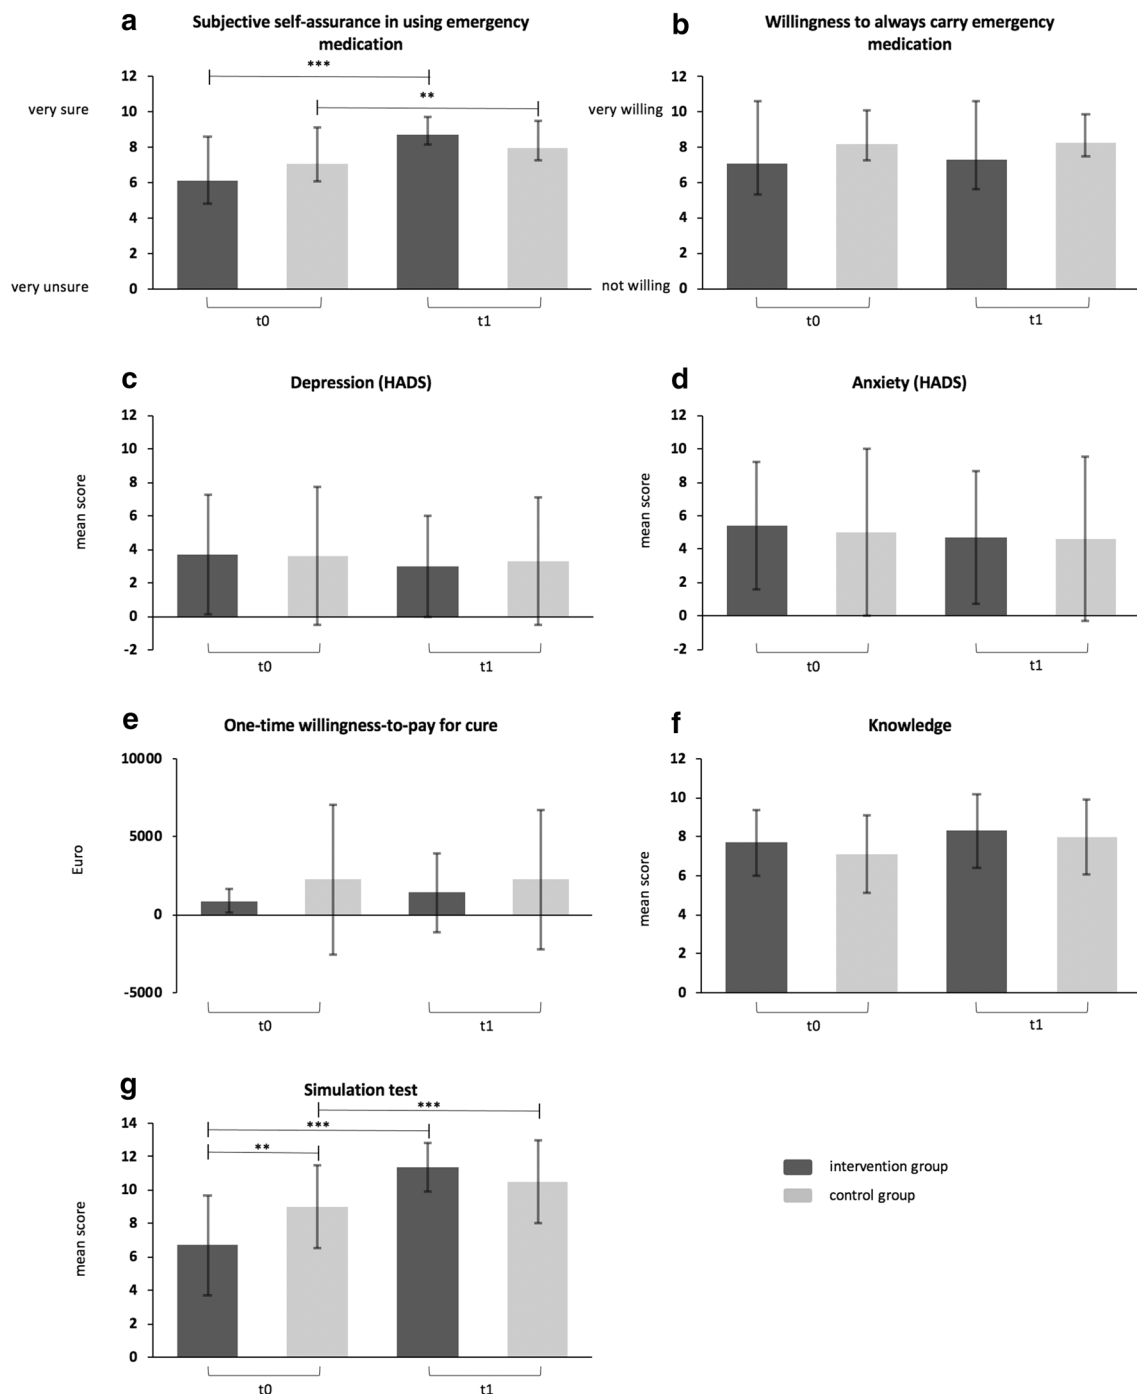 a
Subjective self-assurance in using emergency
medication
very sure
very unsure
12
10
8
6
4
2
0
***
**
t0
t1
b
Willingness to always carry emergency
medication
very willing
not willing
12
10
8
6
4
2
0
t0
t1
c
Depression (HADS)
mean score
12
10
8
6
4
2
0
-2
t0
t1
d
Anxiety (HADS)
mean score
12
10
8
6
4
2
0
-2
t0
t1
e
One-time willingness-to-pay for cure
Euro
10000
5000
0
-5000
t0
t1
f
Knowledge
mean score
12
10
8
6
4
2
0
t0
t1
g
Simulation test
mean score
14
12
10
8
6
4
2
0
***
***
**
t0
t1
intervention group
control group